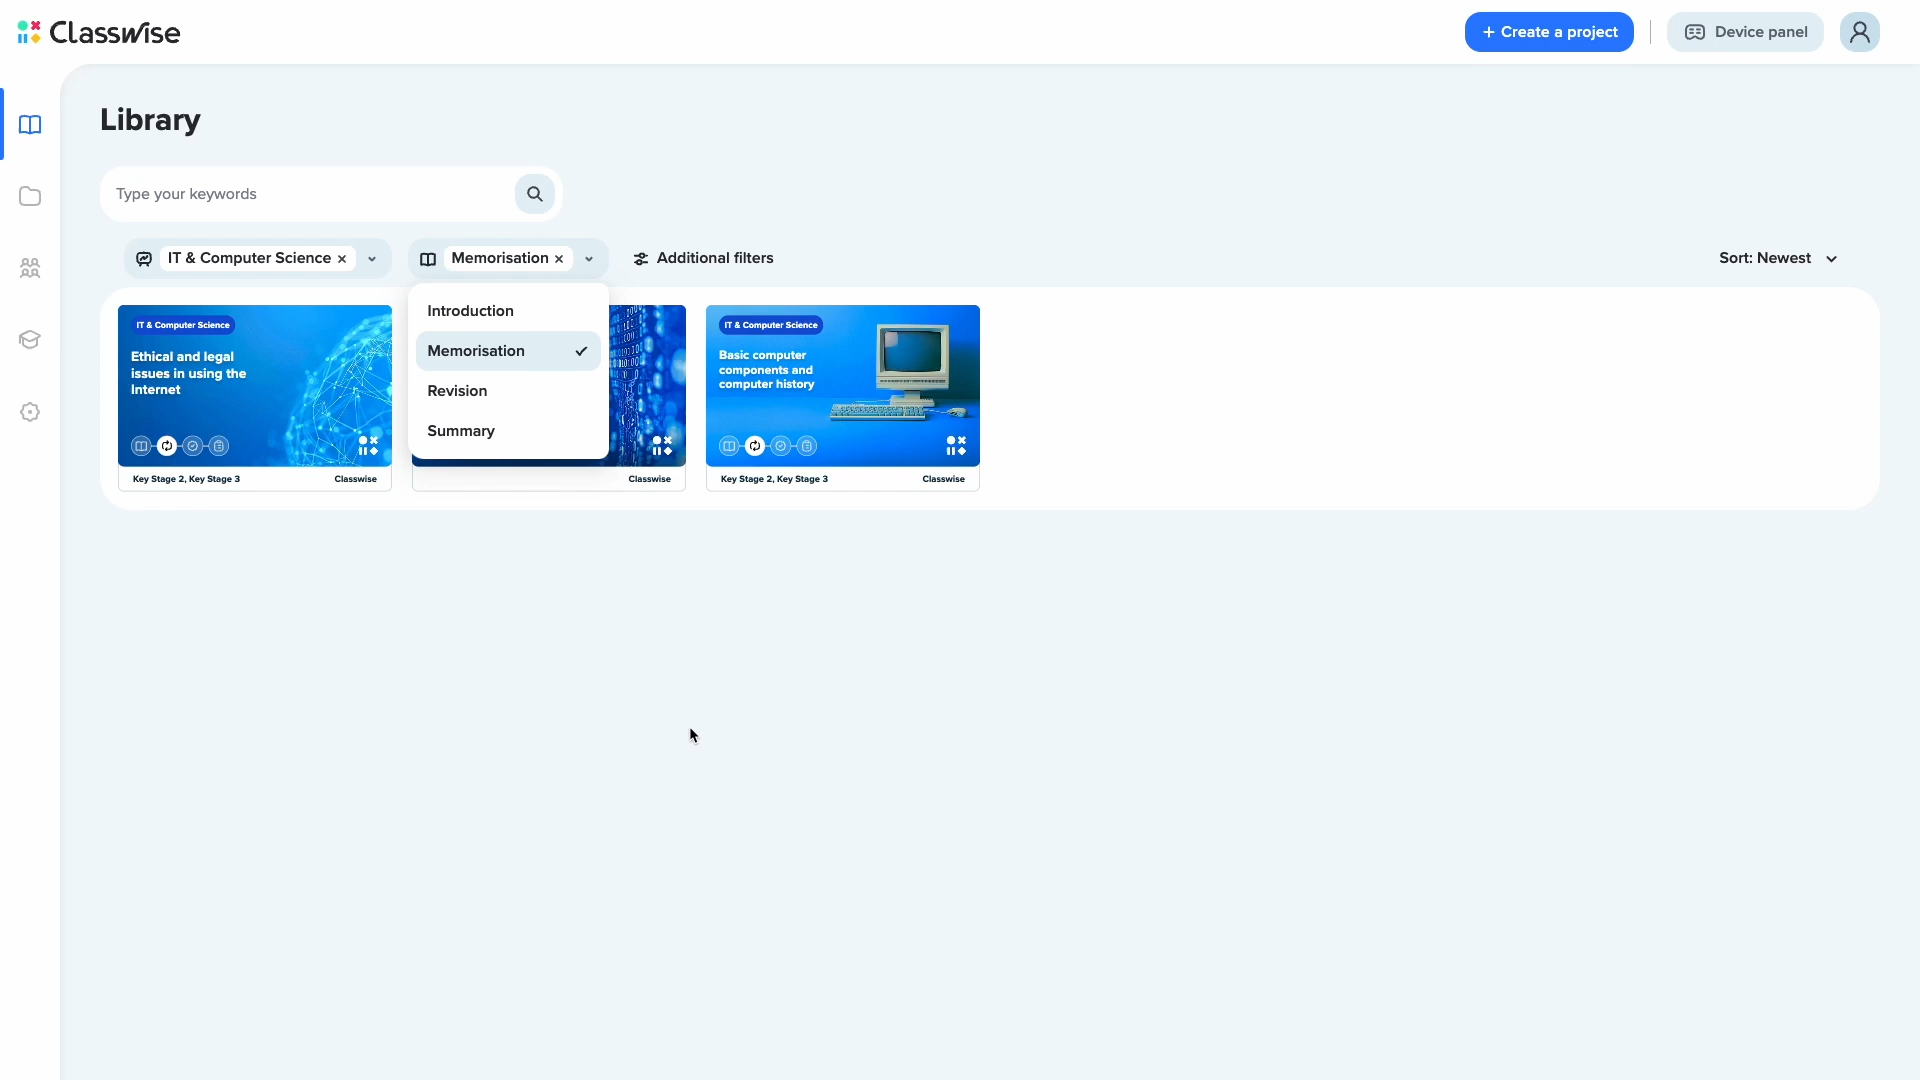 Classwise
+ Create a project
Device panel
Library
Type your keywords
IT & Computer Science ×
Memorisation ×
Additional filters
Sort: Newest
Introduction
Memorisation
Revision
Summary
IT & Computer Science
Ethical and legal
issues in using the
Internet
Key Stage 2, Key Stage 3
Classwise
Classwise
IT & Computer Science
Basic computer
components and
computer history
Key Stage 2, Key Stage 3
Classwise